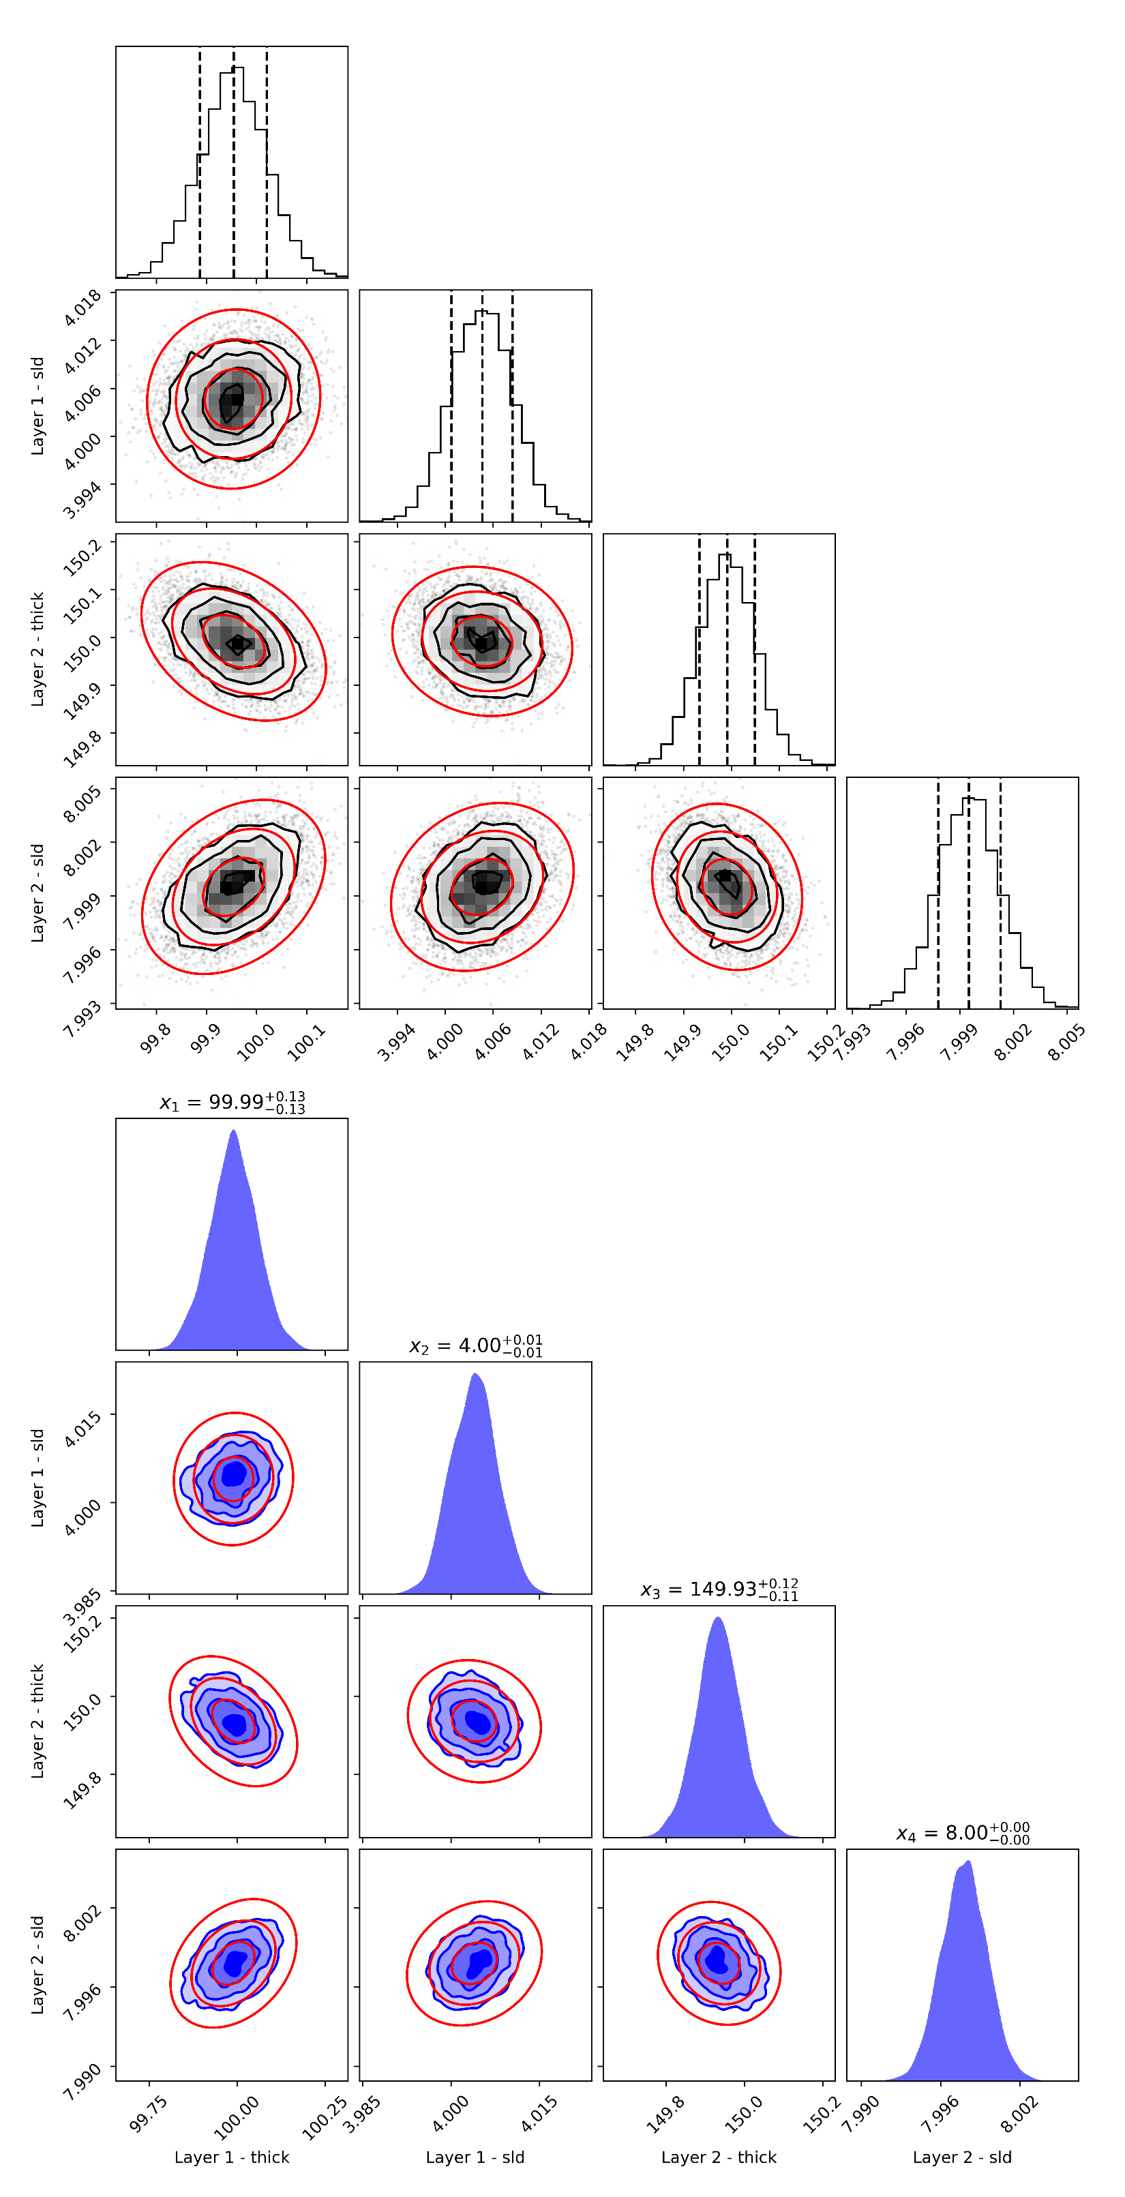 4.018
4.012
4.006
4.000
3.994
Layer 1 - sld
150.2
150.1
150.0
149.9
149.8
Layer 2 - thick
8.005
8.002
7.999
7.996
7.993
Layer 2 - sld
99.8 99.9 100.0 100.1
3.994 4.000 4.006 4.012 4.018
149.8 149.9 150.0 150.1 150.2
7.993 7.996 7.999 8.002 8.005
x₁ = 99.99 +0.13 −0.13
x₂ = 4.00 +0.01 −0.01
4.015
4.000
3.985
Layer 1 - sld
x₃ = 149.93 +0.12 −0.11
150.2
150.0
149.8
Layer 2 - thick
x₄ = 8.00 +0.00 −0.00
8.002
7.996
7.990
Layer 2 - sld
99.75 100.00 100.25
3.985 4.000 4.015
149.8 150.0 150.2
7.990 7.996 8.002
Layer 1 - thick
Layer 1 - sld
Layer 2 - thick
Layer 2 - sld